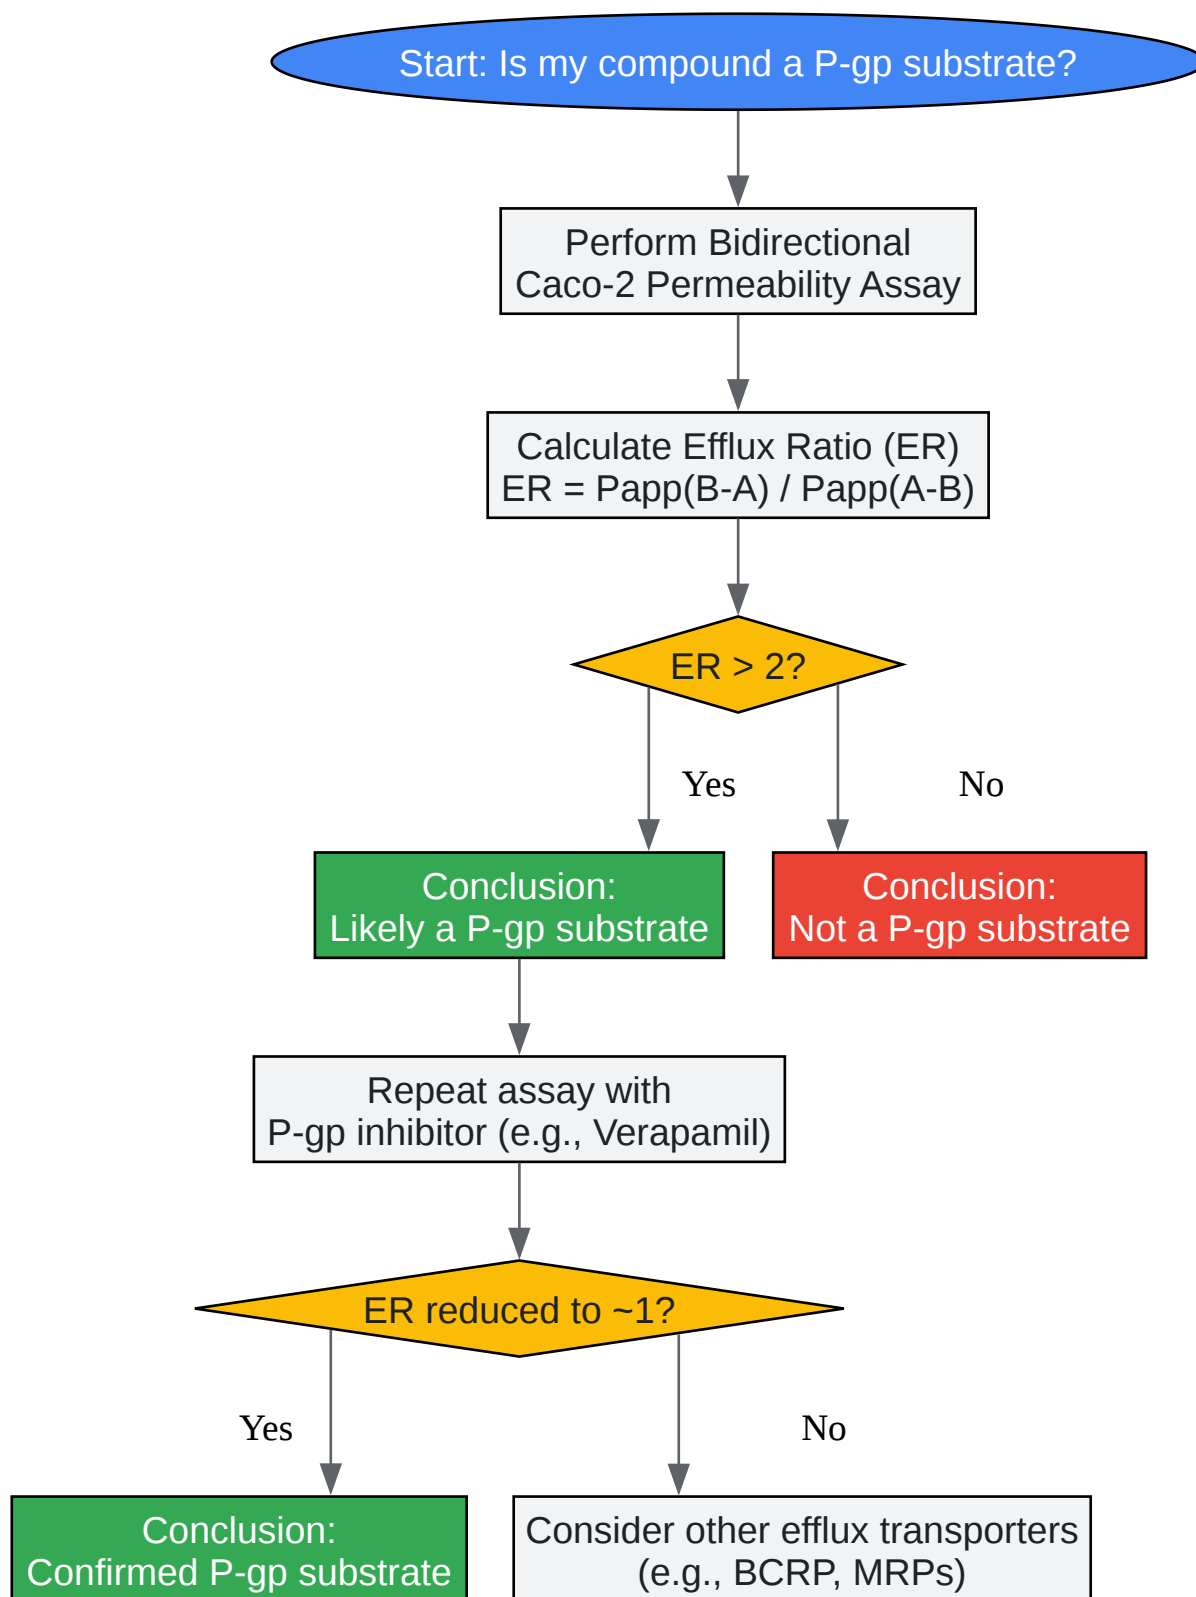 Start: Is my compound a P-gp substrate?
Perform Bidirectional
Caco-2 Permeability Assay
Calculate Efflux Ratio (ER)
ER = Papp(B-A) / Papp(A-B)
ER > 2?
Yes
No
Conclusion:
Likely a P-gp substrate
Conclusion:
Not a P-gp substrate
Repeat assay with
P-gp inhibitor (e.g., Verapamil)
ER reduced to ~1?
Yes
No
Conclusion:
Confirmed P-gp substrate
Consider other efflux transporters
(e.g., BCRP, MRPs)